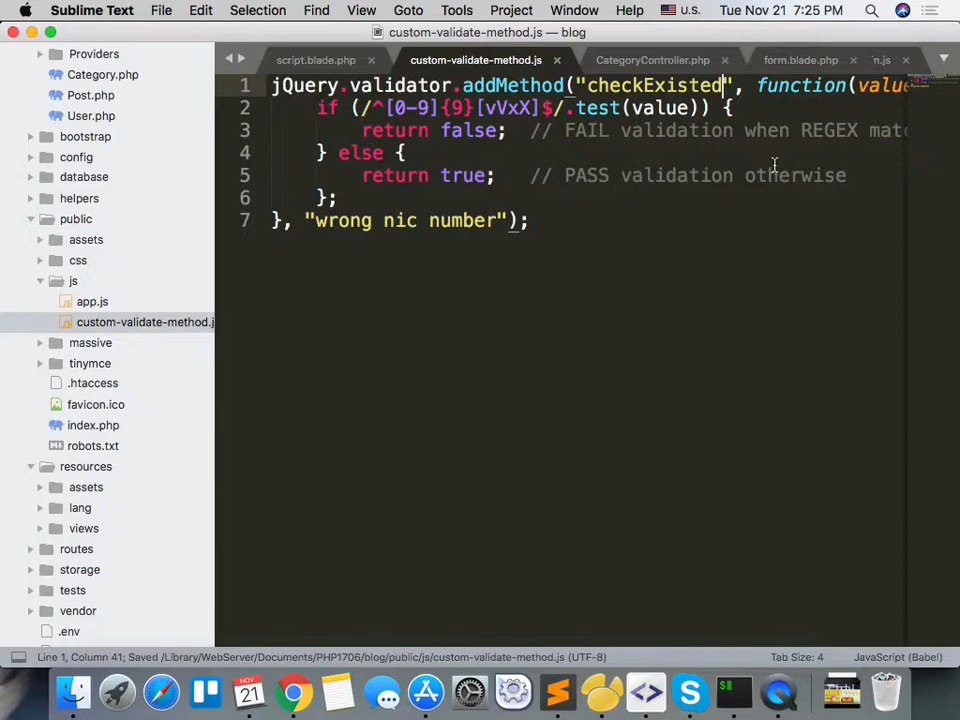 Sublime Text File Edit Selection Find View Goto Tools Project Window Help U.S. Tue Nov 21 7:25 PM
custom-validate-method.js — blog
script.blade.php custom-validate-method.js CategoryController.php form.blade.php n.js
Providers
Category.php
Post.php
User.php
bootstrap
config
database
helpers
public
assets
css
js
app.js
custom-validate-method.j
massive
tinymce
.htaccess
favicon.ico
index.php
robots.txt
resources
assets
lang
views
routes
storage
tests
vendor
.env
1 jQuery.validator.addMethod("checkExisted", function(value
2 if (/^[0-9]{9}[vVxX]$/.test(value)) {
3 return false; // FAIL validation when REGEX matc
4 } else {
5 return true; // PASS validation otherwise
6 };
7 }, "wrong nic number");
Line 1, Column 41; Saved /Library/WebServer/Documents/PHP1706/blog/public/js/custom-validate-method.js (UTF-8) Tab Size: 4 JavaScript (Babel)
NOV
21